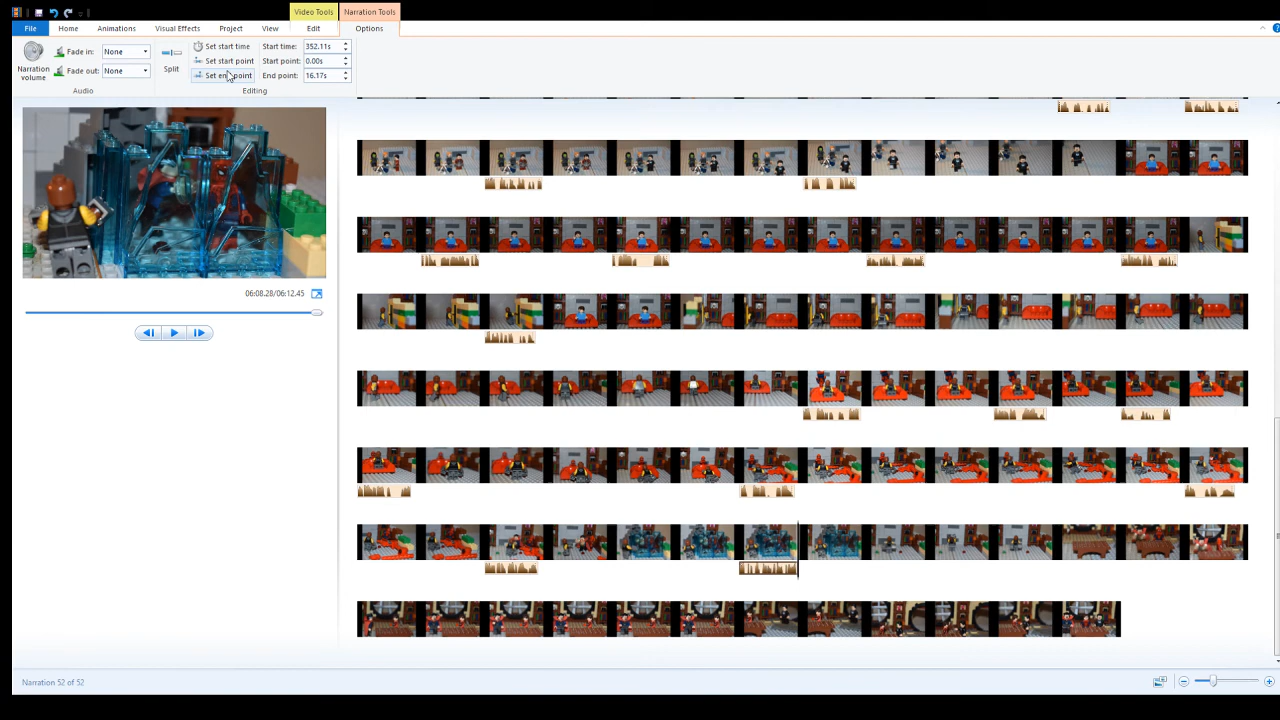 Video Tools Narration Tools
File Home Animations Visual Effects Project View Edit Options
Narration volume
Fade in: None
Fade out: None
Audio
Split
Set start time
Set start point
Set end point
Start time: 352.11s
Start point: 0.00s
End point: 16.17s
Editing
06:08.28/06:12.45
Narration 52 of 52